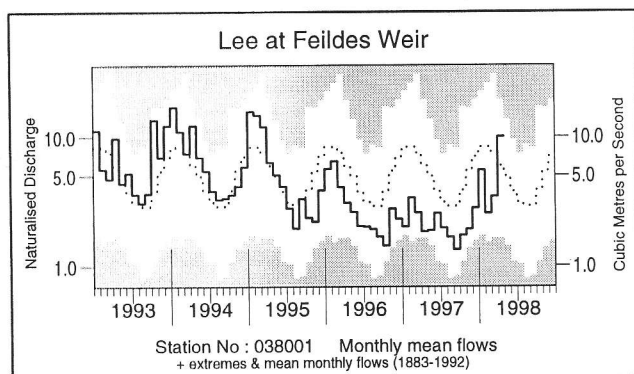 Lee at Feildes Weir
Naturalised Discharge
10.0
5.0
1.0
10.0
5.0
1.0
Cubic Metres per Second
1993 1994 1995 1996 1997 1998
Station No : 038001 Monthly mean flows
+ extremes & mean monthly flows (1883-1992)